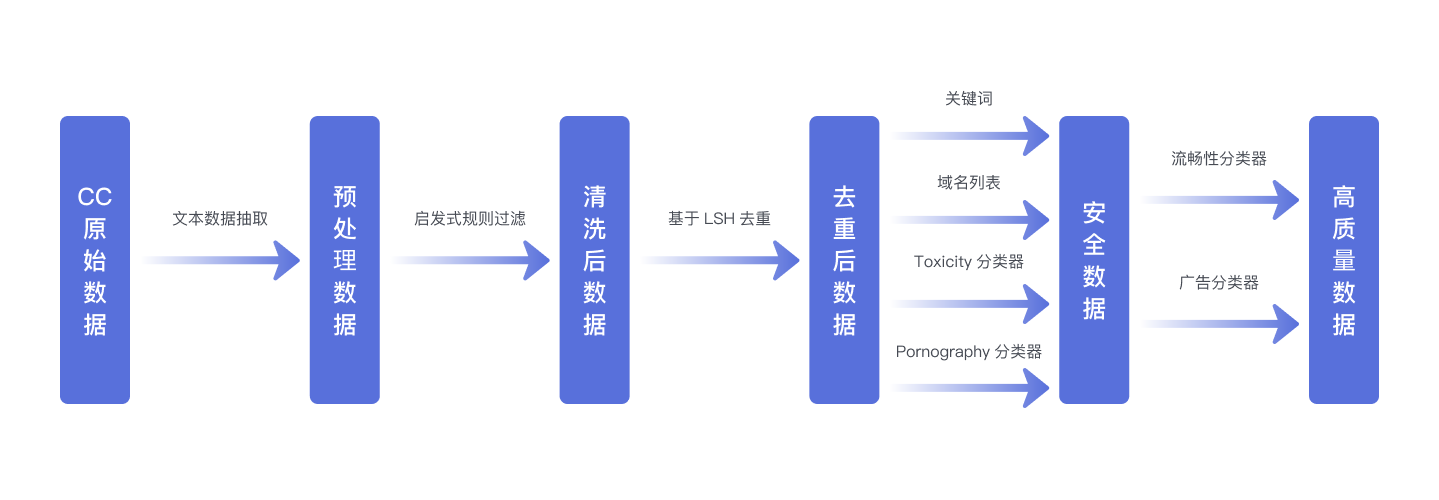 CC原始数据
文本数据抽取
预处理数据
启发式规则过滤
清洗后数据
基于 LSH 去重
去重后数据
关键词
域名列表
Toxicity 分类器
Pornography 分类器
安全数据
流畅性分类器
广告分类器
高质量数据